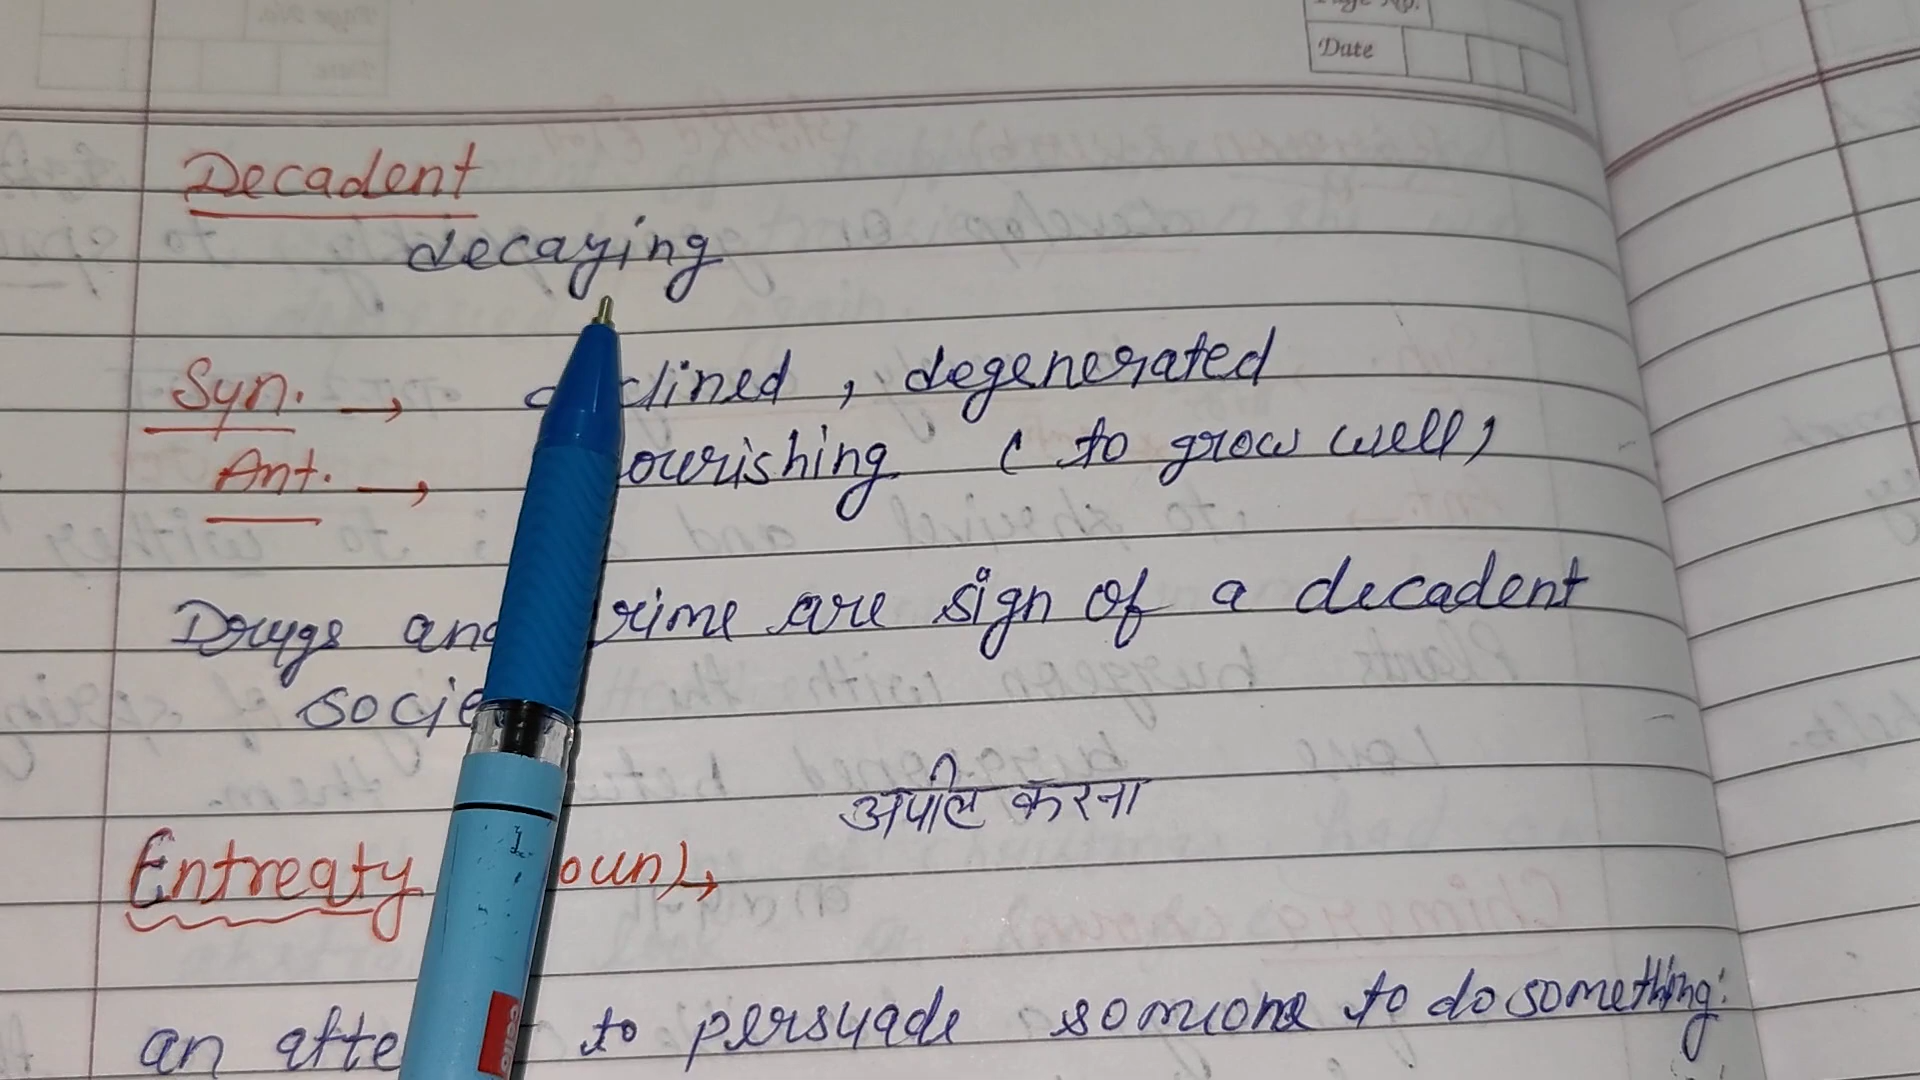 Date
Decadent
decaying
Syn. → clined, degenerated
Ant. → ourishing (to grow well)
Drugs and rime are sign of a decadent
socie
अपील करना
Entreaty oun) →
an atte to persuade someone to do something:
cello